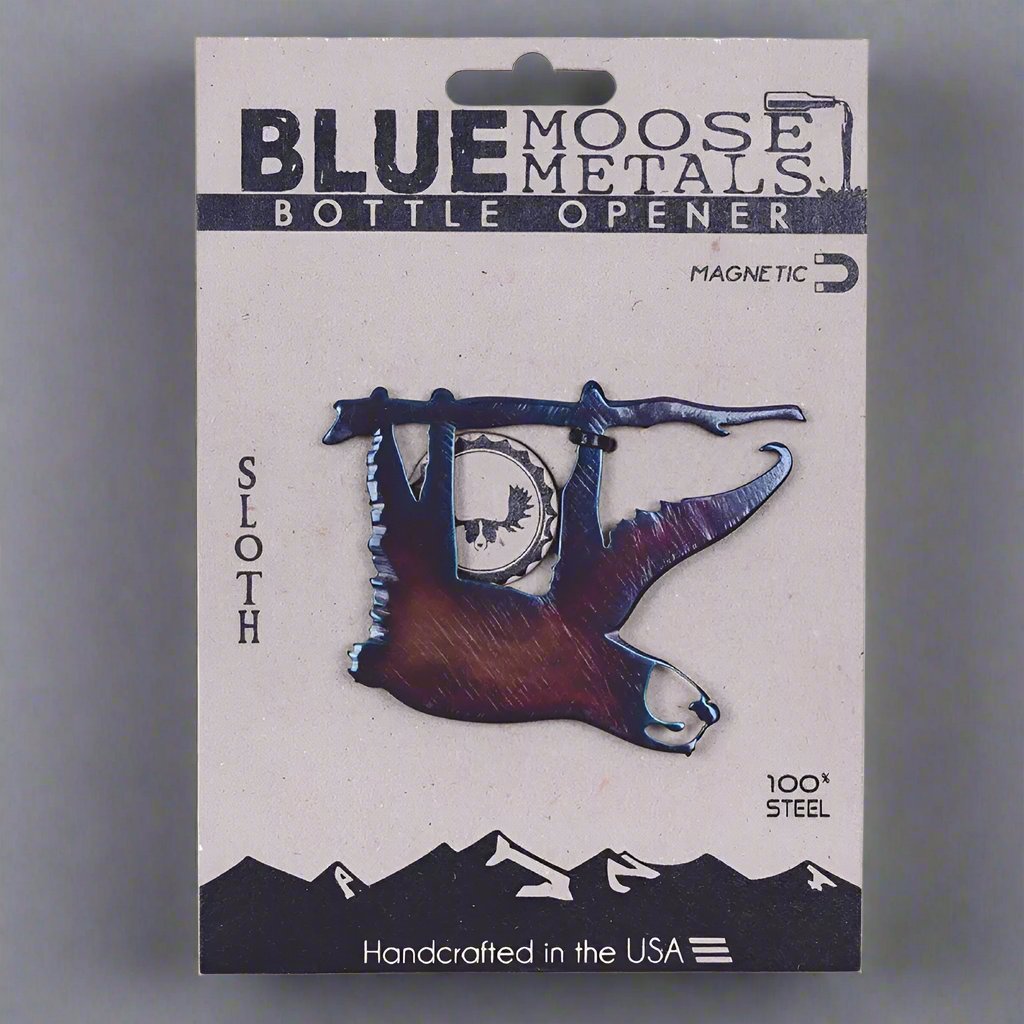 BLUE MOOSE
METALS
BOTTLE OPENER
MAGNETIC
SLOTH
100%
STEEL
Handcrafted in the USA